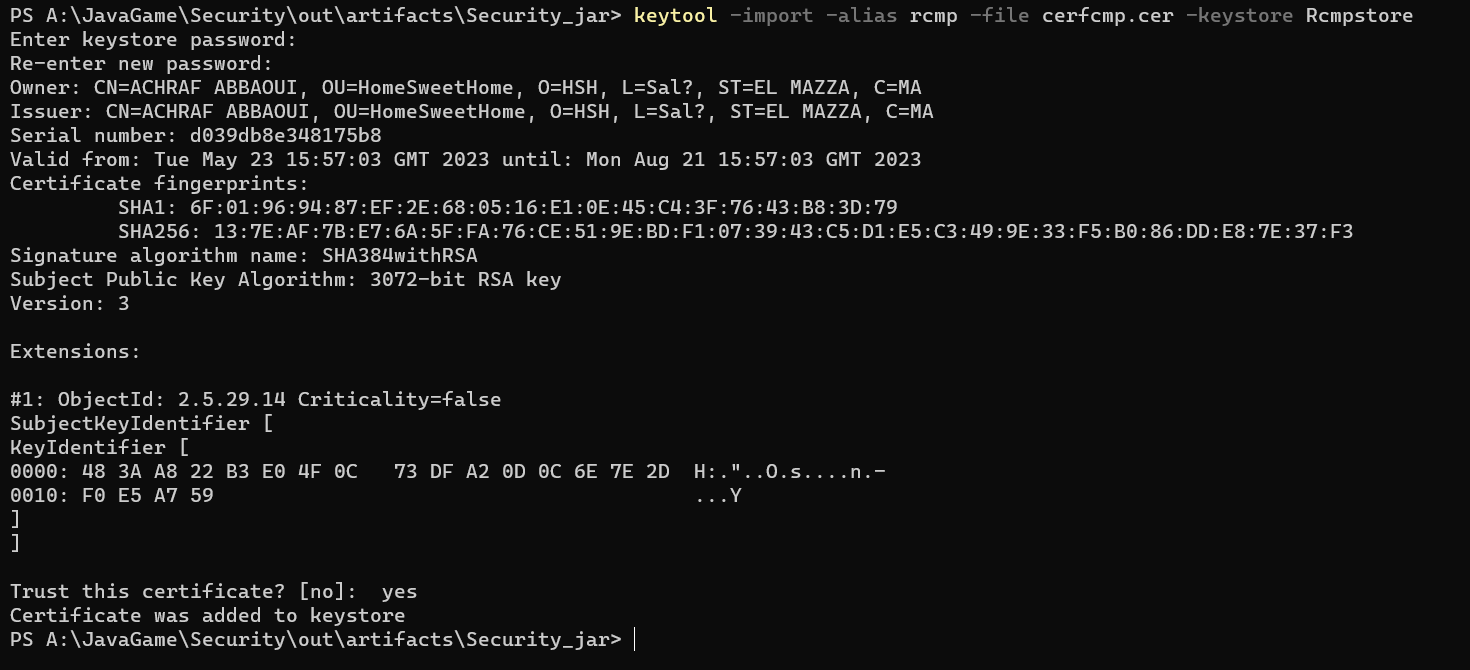 PS A:\JavaGame\Security\out\artifacts\Security_jar> keytool -import -alias rcmp -file cerfcmp.cer -keystore Rcmpstore
Enter keystore password:
Re-enter new password:
Owner: CN=ACHRAF ABBAOUI, OU=HomeSweetHome, O=HSH, L=Sal?, ST=EL MAZZA, C=MA
Issuer: CN=ACHRAF ABBAOUI, OU=HomeSweetHome, O=HSH, L=Sal?, ST=EL MAZZA, C=MA
Serial number: d039db8e348175b8
Valid from: Tue May 23 15:57:03 GMT 2023 until: Mon Aug 21 15:57:03 GMT 2023
Certificate fingerprints:
         SHA1: 6F:01:96:94:87:EF:2E:68:05:16:E1:0E:45:C4:3F:76:43:B8:3D:79
         SHA256: 13:7E:AF:7B:E7:6A:5F:FA:76:CE:51:9E:BD:F1:07:39:43:C5:D1:E5:C3:49:9E:33:F5:B0:86:DD:E8:7E:37:F3
Signature algorithm name: SHA384withRSA
Subject Public Key Algorithm: 3072-bit RSA key
Version: 3

Extensions:

#1: ObjectId: 2.5.29.14 Criticality=false
SubjectKeyIdentifier [
KeyIdentifier [
0000: 48 3A A8 22 B3 E0 4F 0C   73 DF A2 0D 0C 6E 7E 2D  H:."..O.s....n.-
0010: F0 E5 A7 59                                        ...Y
]
]

Trust this certificate? [no]:  yes
Certificate was added to keystore
PS A:\JavaGame\Security\out\artifacts\Security_jar>